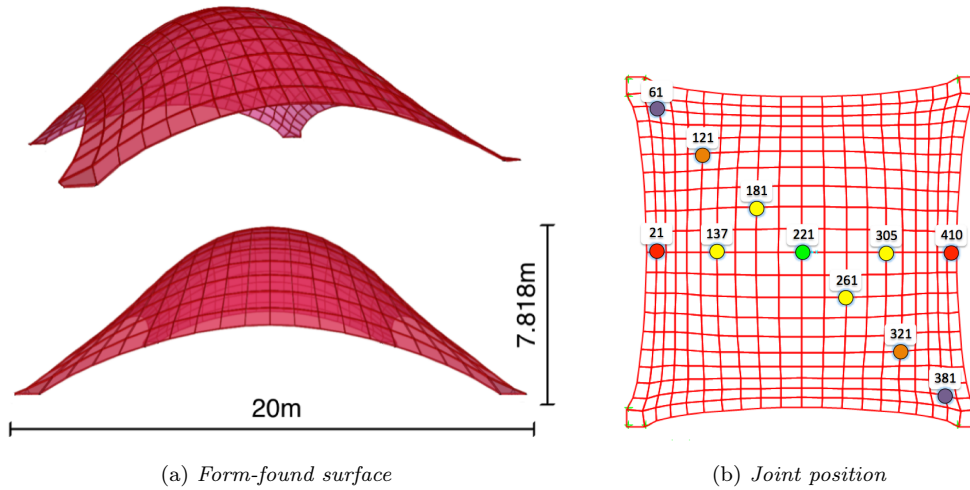 7.818m
20m
(a) Form-found surface
61
121
181
21
137
221
305
410
261
321
381
(b) Joint position